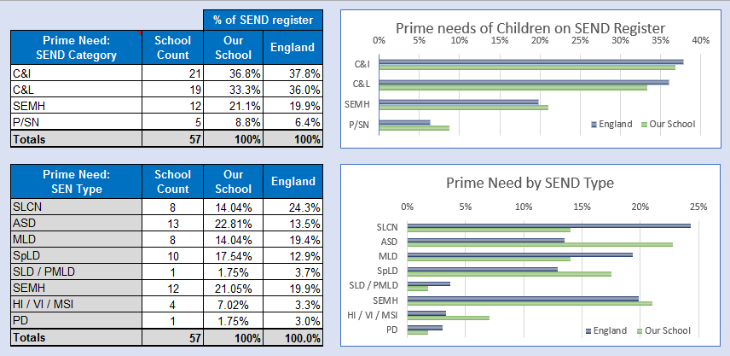 % of SEND register
Prime Need:
SEND Category
School
Count
Our
School
England
C&I 21 36.8% 37.8%
C&L 19 33.3% 36.0%
SEMH 12 21.1% 19.9%
P/SN 5 8.8% 6.4%
Totals 57 100% 100%
Prime needs of Children on SEND Register
0% 5% 10% 15% 20% 25% 30% 35% 40%
C&I
C&L
SEMH
P/SN
England Our School
Prime Need:
SEN Type
School
Count
Our
School
England
SLCN 8 14.04% 24.3%
ASD 13 22.81% 13.5%
MLD 8 14.04% 19.4%
SpLD 10 17.54% 12.9%
SLD / PMLD 1 1.75% 3.7%
SEMH 12 21.05% 19.9%
HI / VI / MSI 4 7.02% 3.3%
PD 1 1.75% 3.0%
Totals 57 100% 100.0%
Prime Need by SEND Type
0% 5% 10% 15% 20% 25%
SLCN
ASD
MLD
SpLD
SLD / PMLD
SEMH
HI / VI / MSI
PD
England Our School